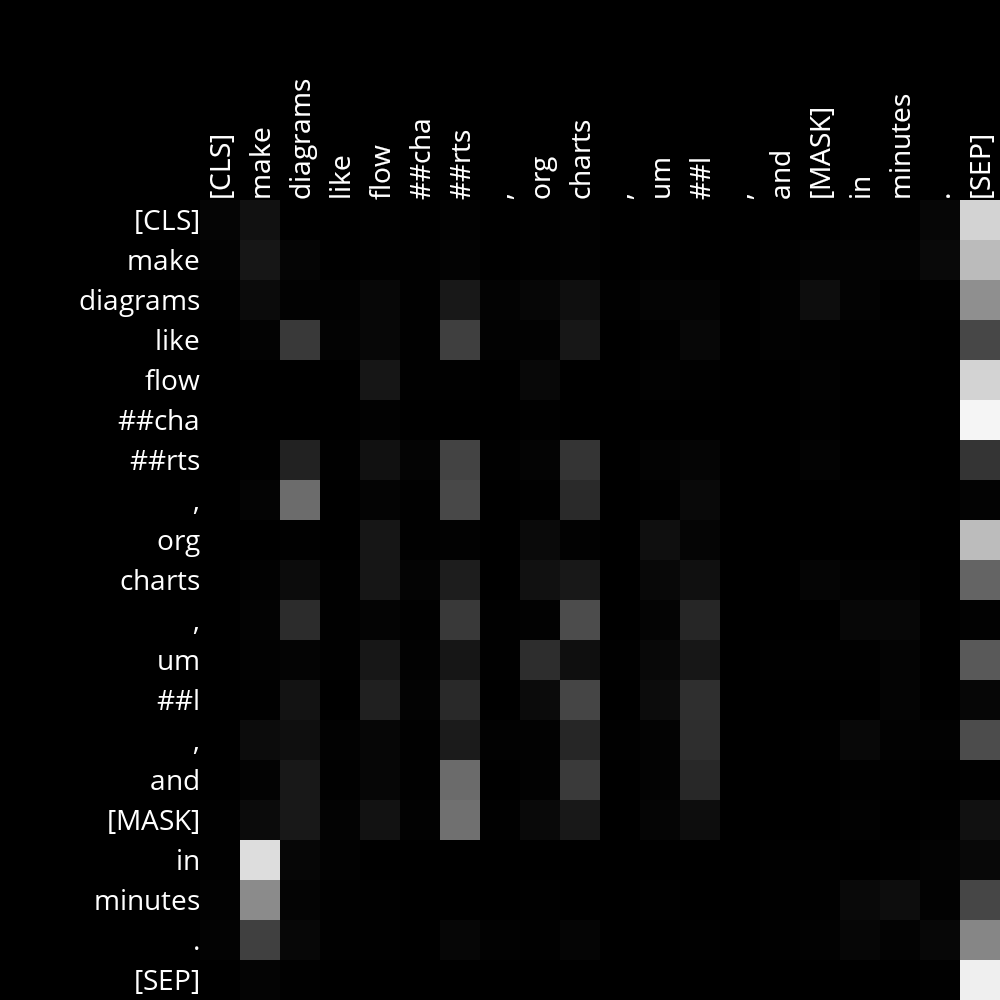 [CLS] make diagrams like flow ##cha ##rts , org charts , um ##l , and [MASK] in minutes . [SEP]
[CLS]
make
diagrams
like
flow
##cha
##rts
,
org
charts
,
um
##l
,
and
[MASK]
in
minutes
.
[SEP]